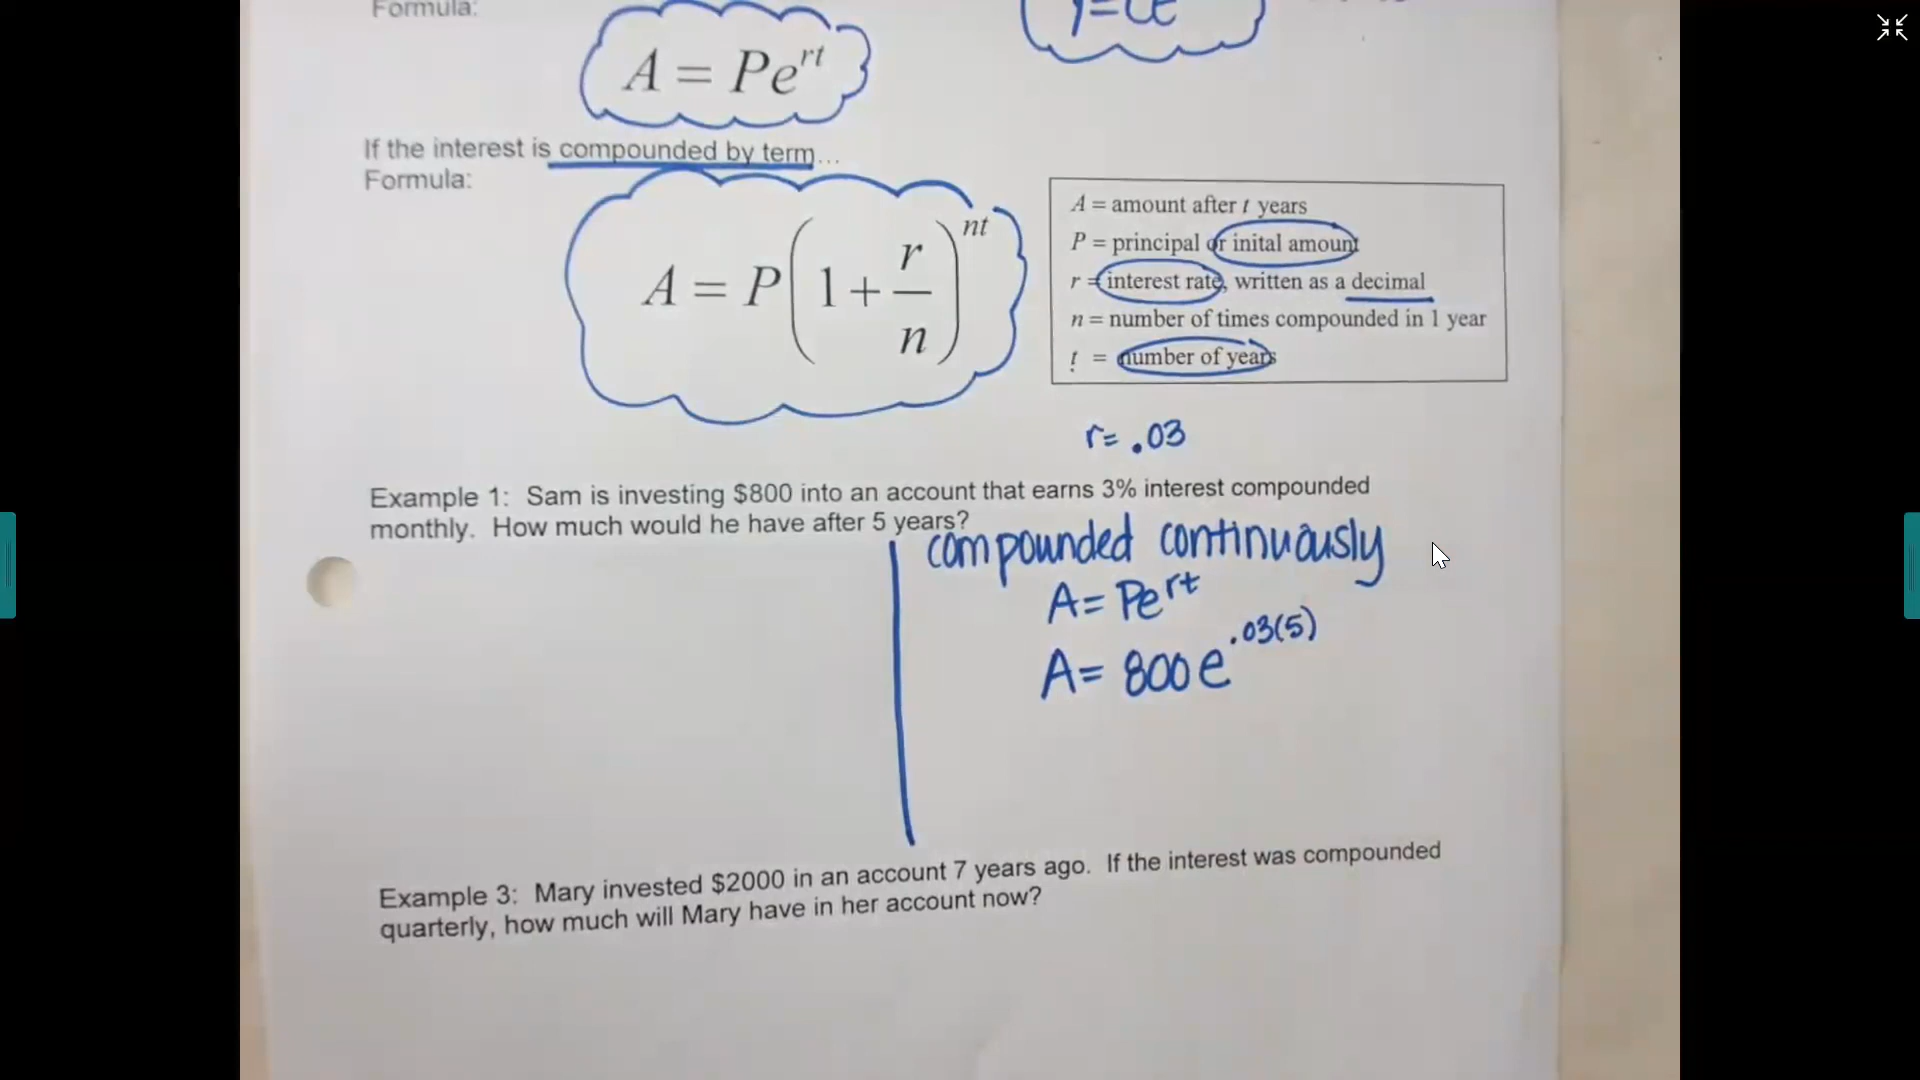 Formula:
A = Pe^{rt}
If the interest is compounded by term...
Formula:
A = P(1 + r/n)^{nt}
A = amount after t years
P = principal or inital amount
r = interest rate, written as a decimal
n = number of times compounded in 1 year
t = number of years
r= .03
Example 1: Sam is investing $800 into an account that earns 3% interest compounded
monthly. How much would he have after 5 years?
compounded continuously
A= Pe^{rt}
A= 800e^{.03(5)}
Example 3: Mary invested $2000 in an account 7 years ago. If the interest was compounded
quarterly, how much will Mary have in her account now?